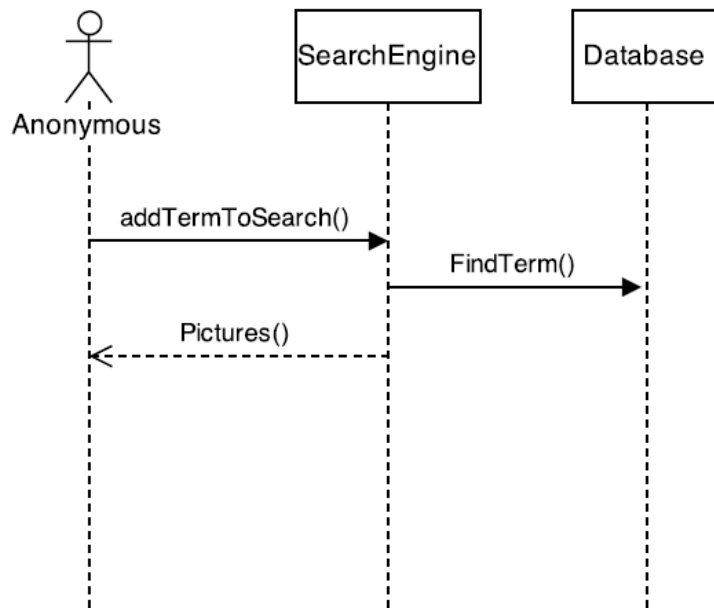 SearchEngine
Database
Anonymous
addTermToSearch()
FindTerm()
Pictures()